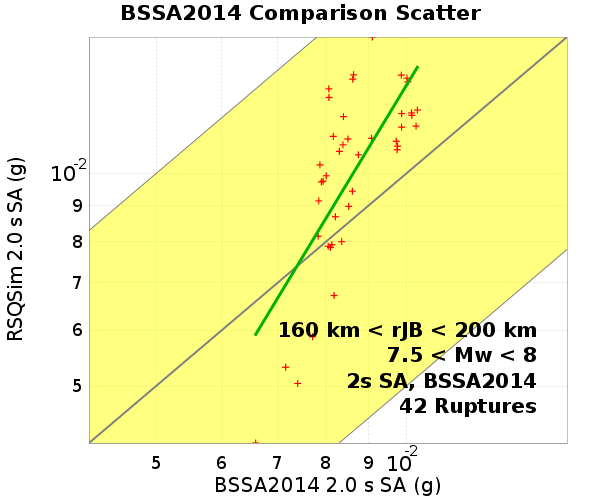 BSSA2014 Comparison Scatter
RSQSim 2.0 s SA (g)
10-2
9
8
7
6
5
160 km < rJB < 200 km
7.5 < Mw < 8
2s SA, BSSA2014
42 Ruptures
5 6 7 8 9 10-2
BSSA2014 2.0 s SA (g)